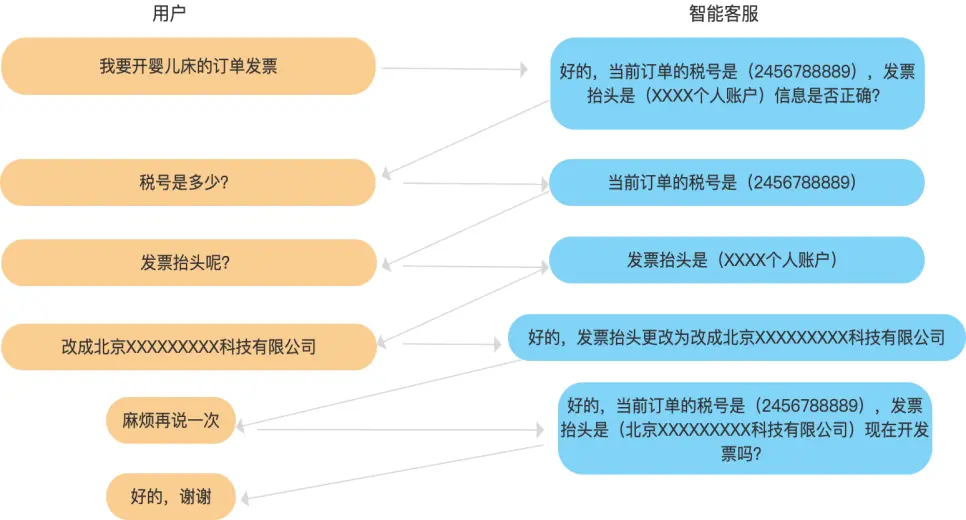 用户
智能客服
我要开婴儿床的订单发票
好的，当前订单的税号是（2456788889），发票
抬头是（XXXX个人账户）信息是否正确？
税号是多少？
当前订单的税号是（2456788889）
发票抬头呢？
发票抬头是（XXXX个人账户）
改成北京XXXXXXXXX科技有限公司
好的，发票抬头更改为改成北京XXXXXXXXX科技有限公司
麻烦再说一次
好的，当前订单的税号是（2456788889），发票
抬头是（北京XXXXXXXXX科技有限公司）现在开发
票吗？
好的，谢谢